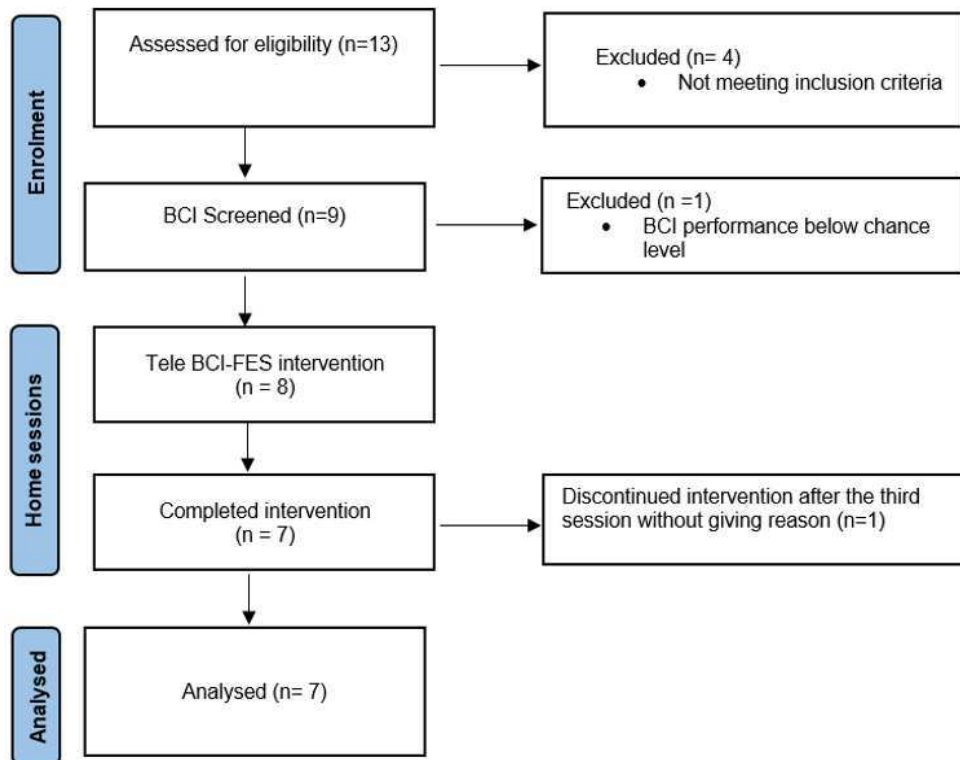 Enrolment
Assessed for eligibility (n=13)
Excluded (n= 4)
• Not meeting inclusion criteria
BCI Screened (n=9)
Excluded (n =1)
• BCI performance below chance
level
Home sessions
Tele BCI-FES intervention
(n = 8)
Completed intervention
(n = 7)
Discontinued intervention after the third
session without giving reason (n=1)
Analysed
Analysed (n= 7)